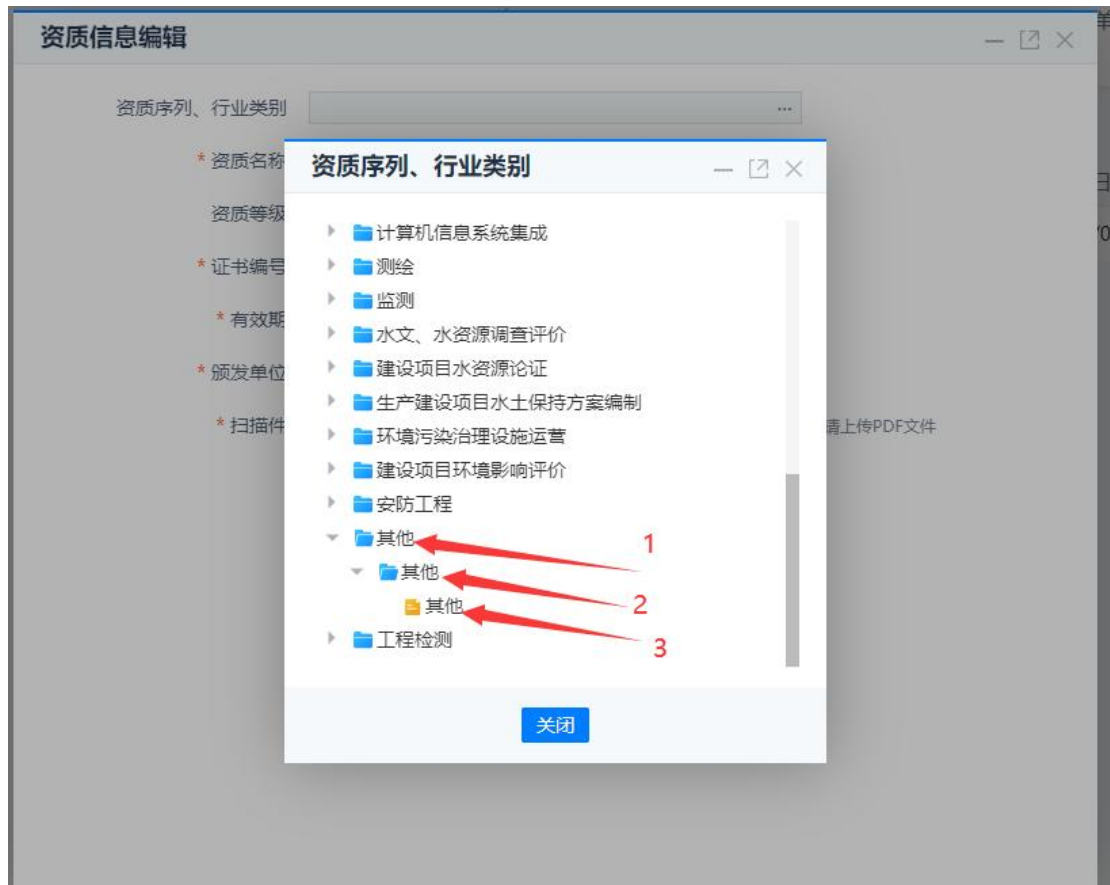 资质信息编辑
资质序列、行业类别
* 资质名称
资质序列、行业类别
资质等级
计算机信息系统集成
* 证书编号
测绘
监测
* 有效期
水文、水资源调查评价
* 颁发单位
建设项目水资源论证
生产建设项目水土保持方案编制
* 扫描件
请上传PDF文件
环境污染治理设施运营
建设项目环境影响评价
安防工程
其他
1
其他
2
其他
3
工程检测
关闭